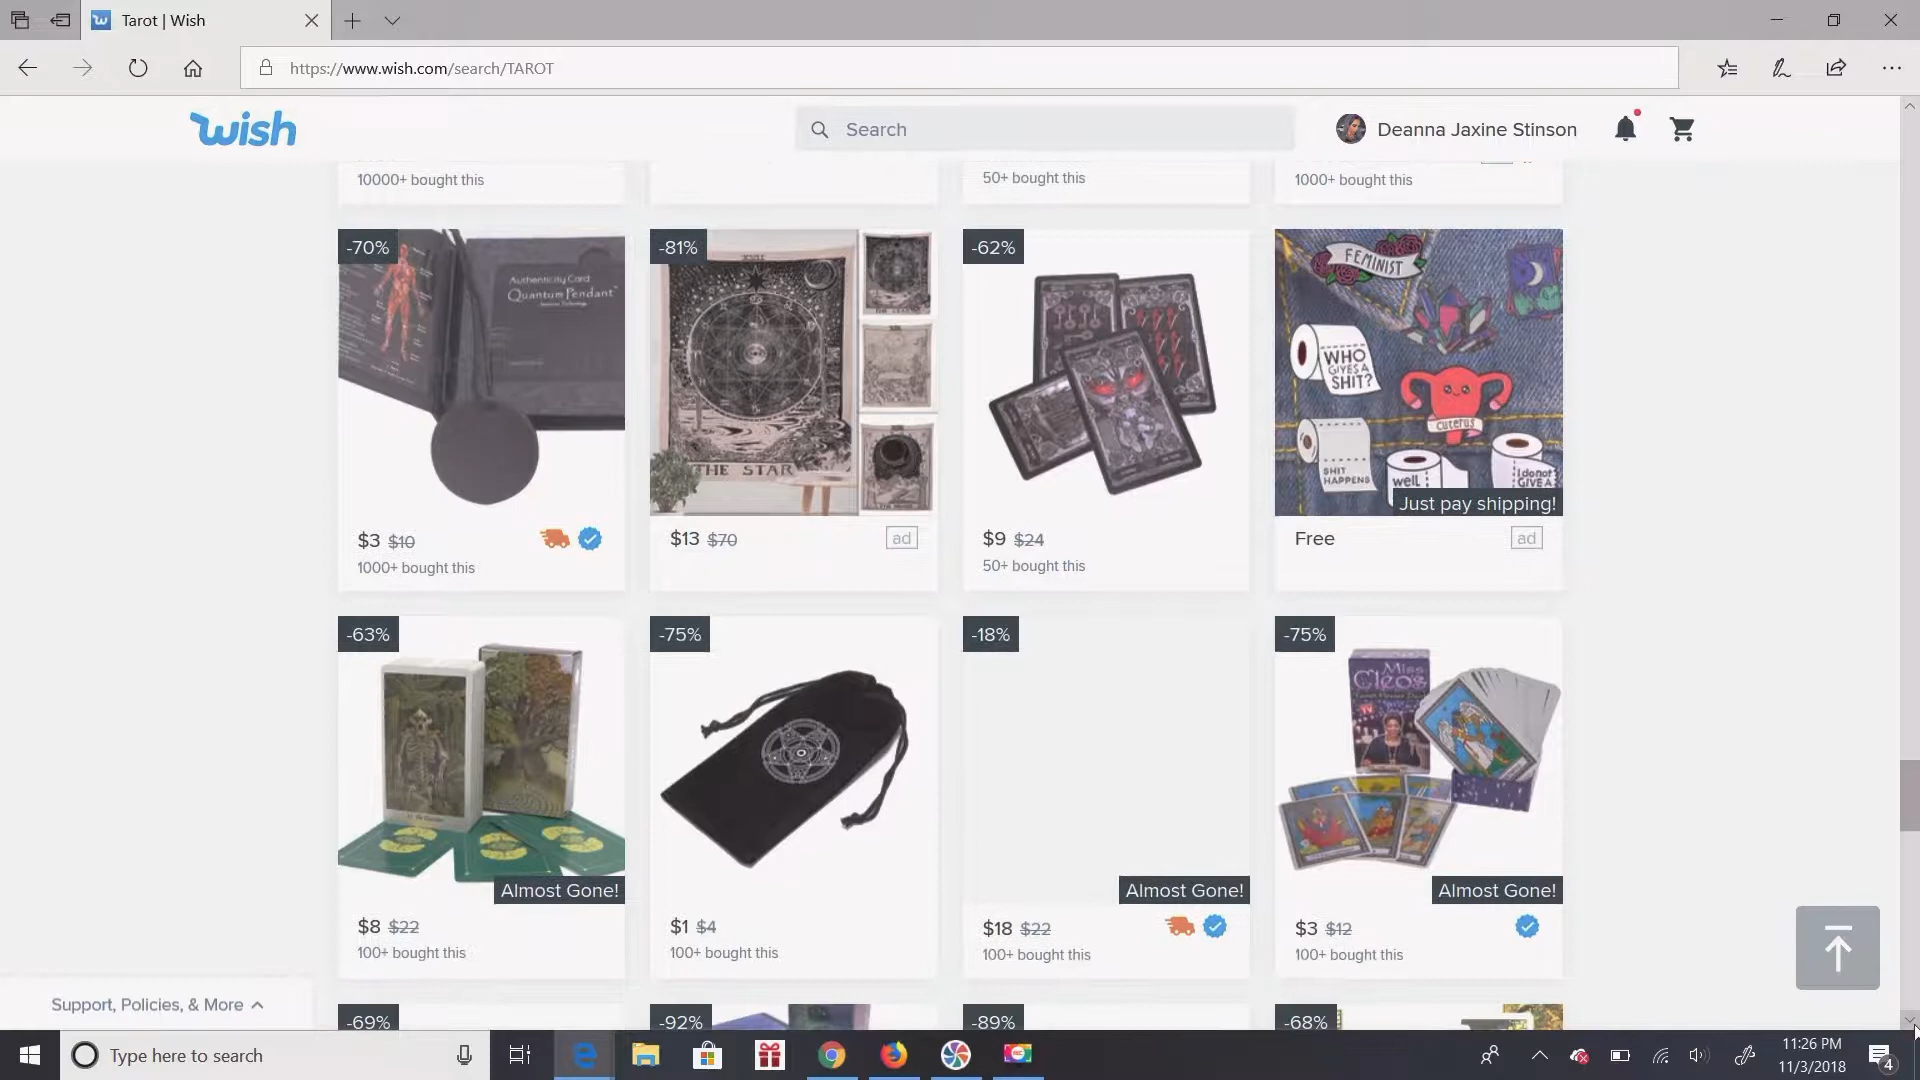 Tarot | Wish
https://www.wish.com/search/TAROT
wish
Search
Deanna Jaxine Stinson
10000+ bought this
50+ bought this
1000+ bought this
-70%
Authenticity Card
Quantum Pendant
-81%
THE STAR
-62%
FEMINIST
WHO
GIVES A
SHIT?
cuterus
SHIT
HAPPENS
well
I do not
GIVE A
Just pay shipping!
$3 $10
1000+ bought this
$13 $70
ad
$9 $24
50+ bought this
Free
ad
-63%
-75%
-18%
-75%
Miss
Cleos
Almost Gone!
Almost Gone!
Almost Gone!
$8 $22
100+ bought this
$1 $4
100+ bought this
$18 $22
100+ bought this
$3 $12
100+ bought this
Support, Policies, & More
-69%
-92%
-89%
-68%
Type here to search
11:26 PM
11/3/2018
4